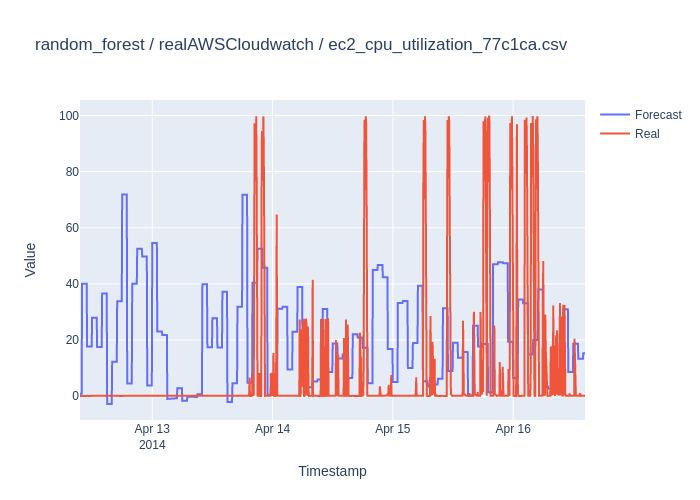 random_forest / realAWSCloudwatch / ec2_cpu_utilization_77c1ca.csv
Forecast
Real
100
80
60
40
20
0
Value
Apr 13
2014
Apr 14
Apr 15
Apr 16
Timestamp